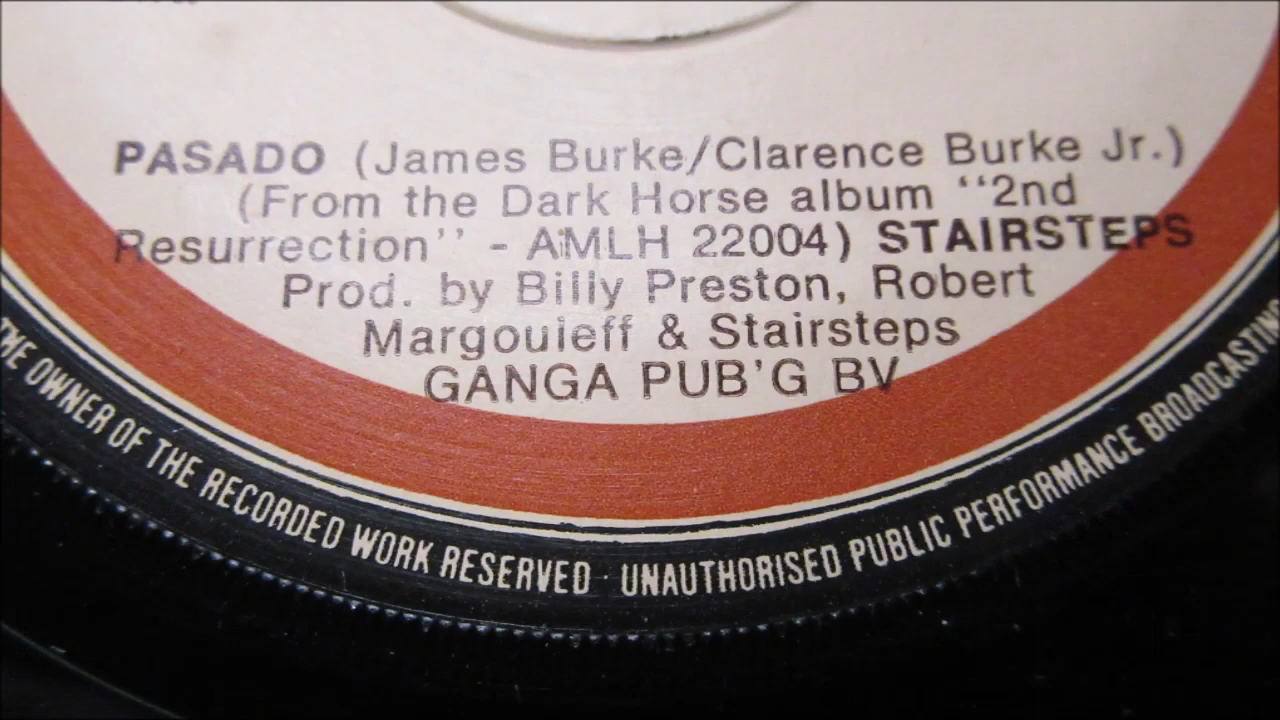 PASADO (James Burke/Clarence Burke Jr.)
(From the Dark Horse album ‘‘2nd
Resurrection’’ - AMLH 22004) STAIRSTEPS
Prod. by Billy Preston, Robert
Margouieff & Stairsteps
GANGA PUB'G BV
THE OWNER OF THE RECORDED WORK RESERVED · UNAUTHORISED PUBLIC PERFORMANCE BROADCASTING